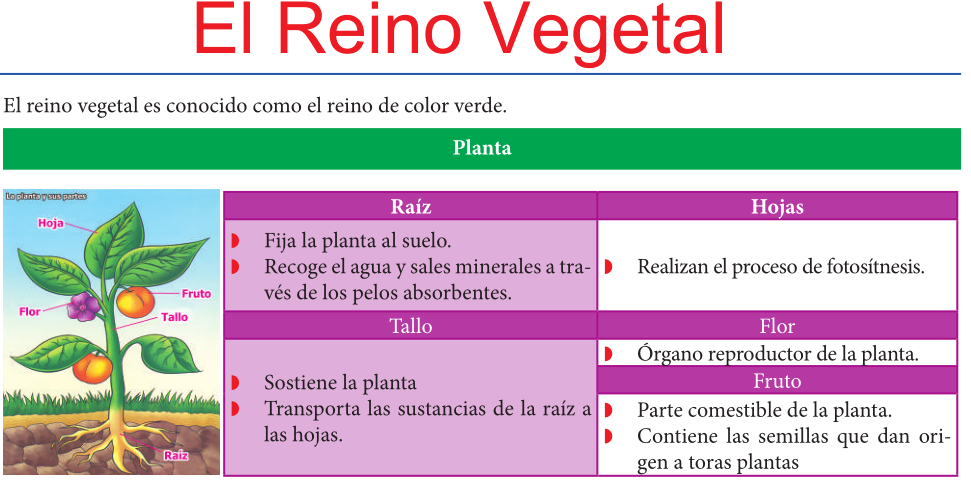 El Reino Vegetal
El reino vegetal es conocido como el reino de color verde.
Planta
La planta y sus partes
Hoja
Fruto
Flor
Tallo
Raíz
Raíz
Fija la planta al suelo.
Recoge el agua y sales minerales a tra-
vés de los pelos absorbentes.
Hojas
Realizan el proceso de fotosítnesis.
Tallo
Sostiene la planta
Transporta las sustancias de la raíz a
las hojas.
Flor
Órgano reproductor de la planta.
Fruto
Parte comestible de la planta.
Contiene las semillas que dan ori-
gen a toras plantas